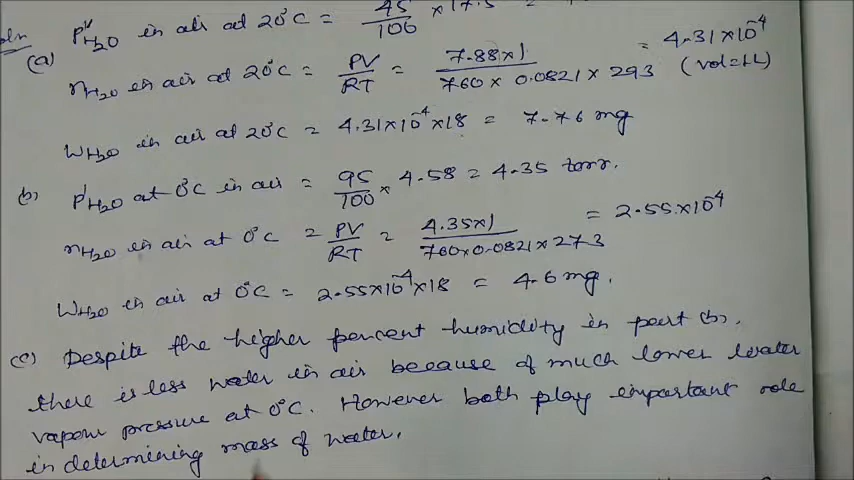 Soln
(a) P'H₂O in air at 20°C = 45/100 × 17.5 =
nH₂O in air at 20°C = PV/RT = 7.88×1/760 × 0.0821 × 293 = 4.31×10⁻⁴ (vol=1L)
WH₂O in air at 20°C = 4.31×10⁻⁴×18 = 7.76 mg
(b) P'H₂O at 0°C in air = 95/100 × 4.58 = 4.35 torr.
nH₂O in air at 0°C = PV/RT = 4.35×1/760×0.0821×273 = 2.55×10⁻⁴
WH₂O in air at 0°C = 2.55×10⁻⁴×18 = 4.6 mg.
(c) Despite the higher percent humidity in part (b),
there is less water in air because of much lower water
vapour pressure at 0°C. However both play important role
in determining mass of water.